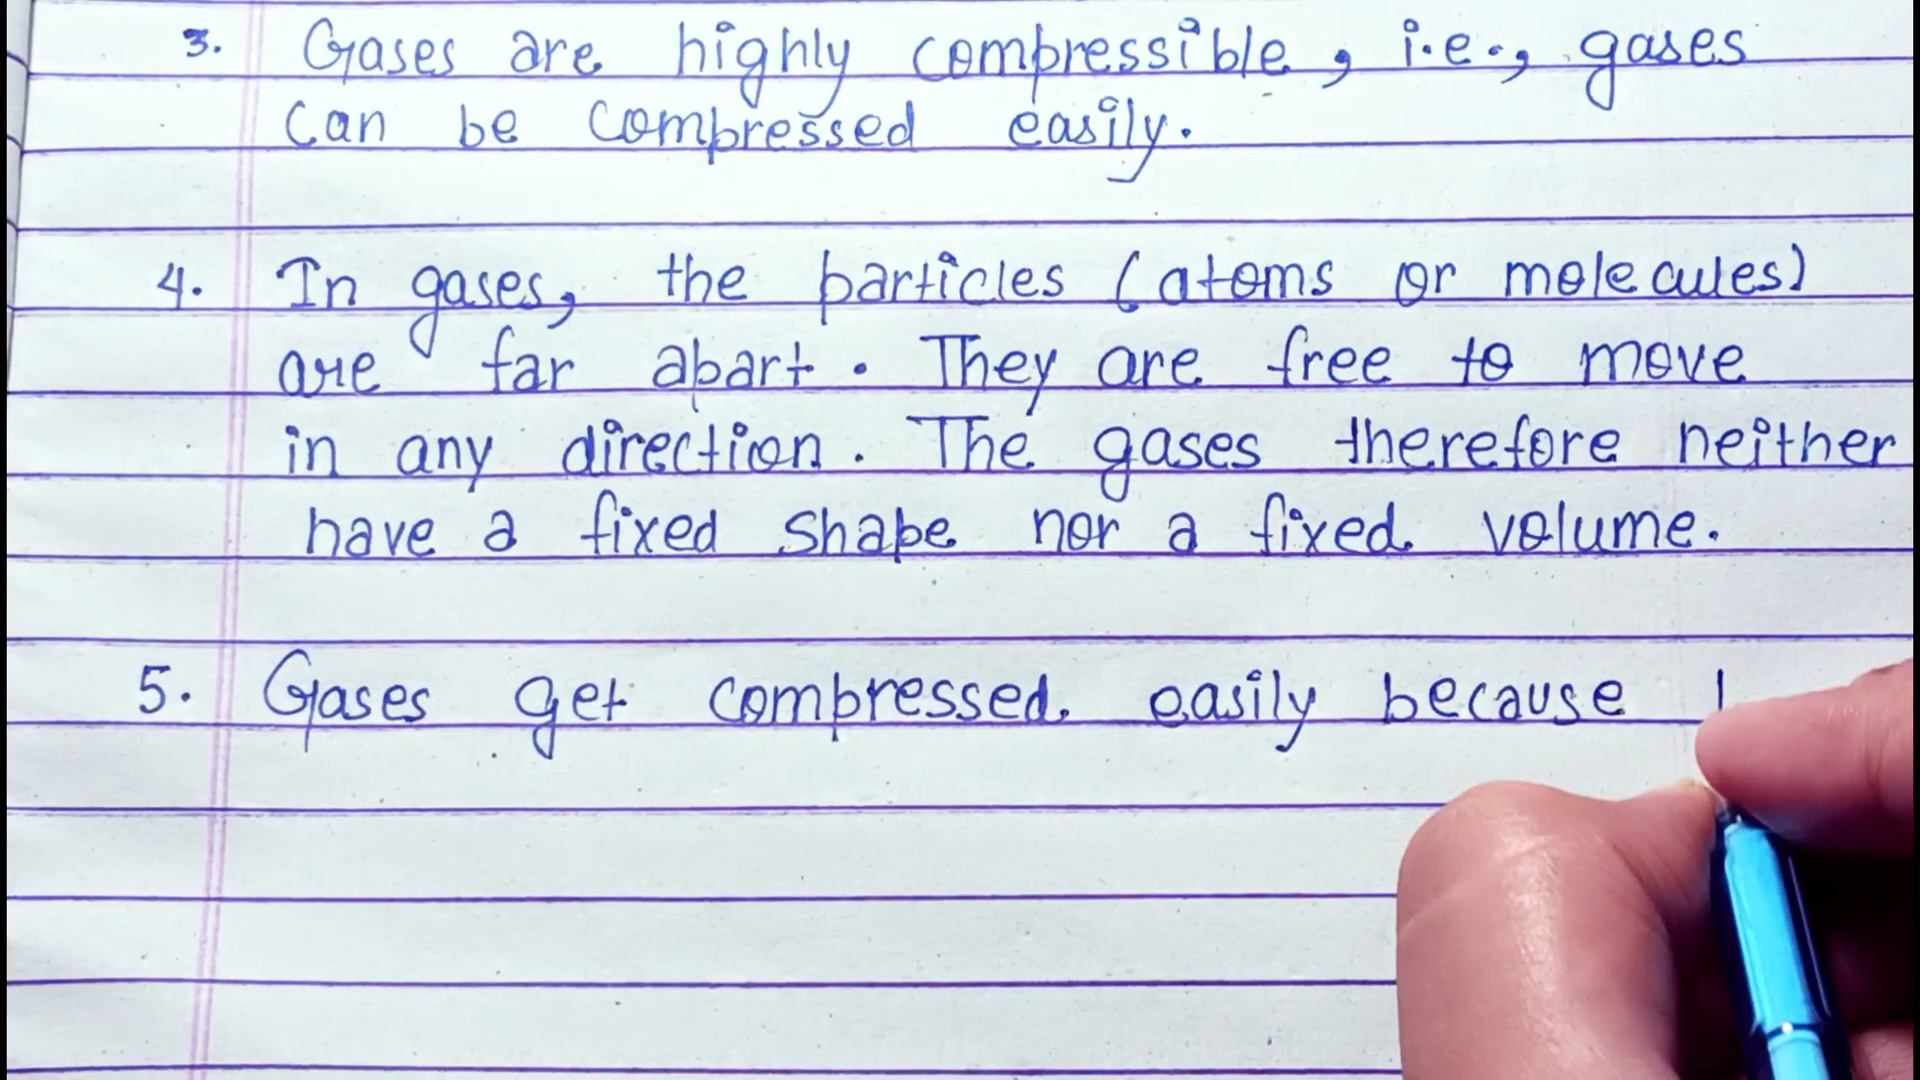 3. Gases are highly compressible, i.e., gases
can be compressed easily.
4. In gases, the particles (atoms or molecules)
are far apart. They are free to move
in any direction. The gases therefore neither
have a fixed shape nor a fixed volume.
5. Gases get compressed easily because